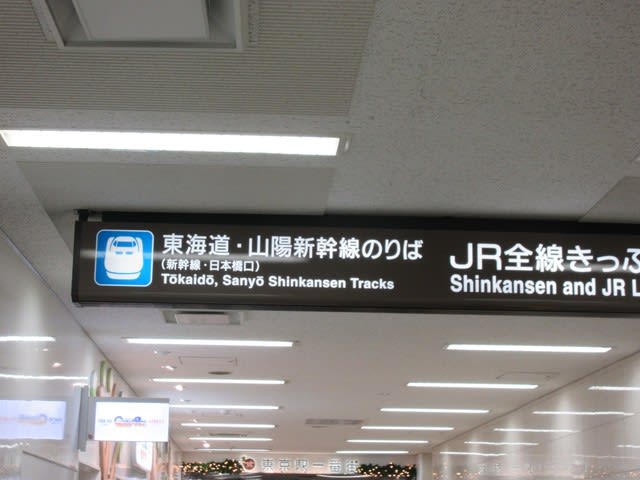 東海道・山陽新幹線のりば
(新幹線・日本橋口)
Tōkaidō, Sanyō Shinkansen Tracks
JR全線きっぷ
Shinkansen and JR L
東京駅一番街